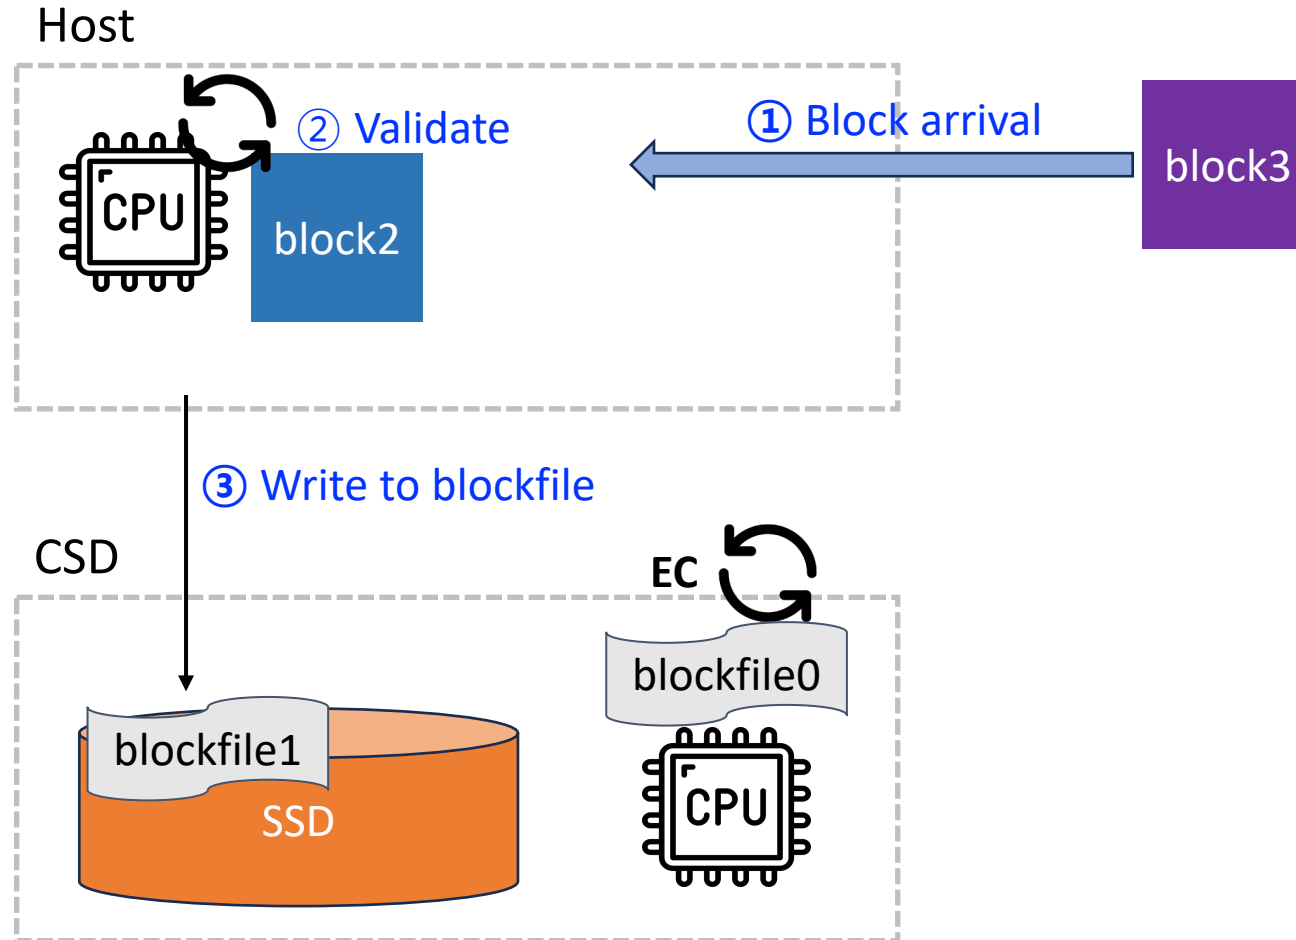 Host
① Block arrival
② Validate
block3
CPU
block2
③ Write to blockfile
CSD
EC
blockfile0
blockfile1
CPU
SSD